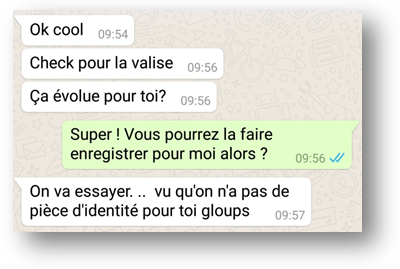 Ok cool 09:54
Check pour la valise 09:56
Ça évolue pour toi? 09:56
Super ! Vous pourrez la faire
enregistrer pour moi alors ? 09:56
On va essayer. .. vu qu'on n'a pas de
pièce d'identité pour toi gloups 09:57